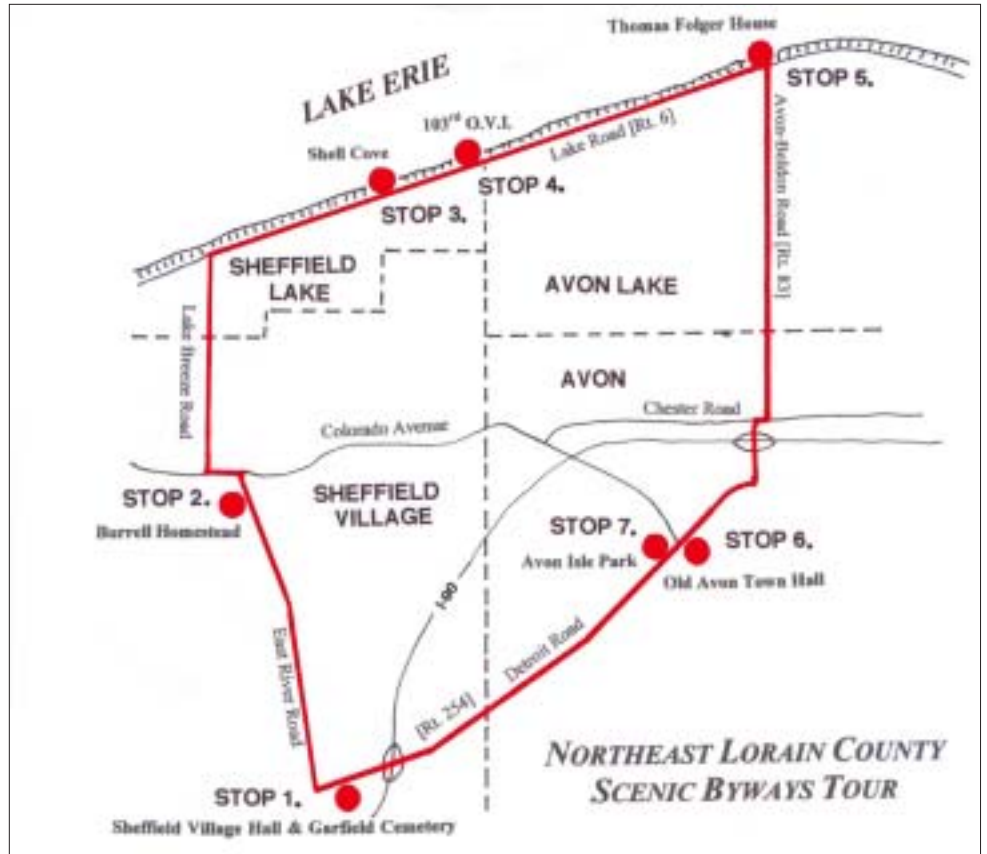 Thomas Folger House
LAKE ERIE
STOP 5.
103rd O.V.I.
Lake Road [Rt. 6]
Shell Cove
STOP 4.
STOP 3.
Avon-Beldon Road [Rt. 83]
SHEFFIELD
LAKE
AVON LAKE
Lake Breeze Road
AVON
Chester Road
Colorado Avenue
STOP 2.
SHEFFIELD
VILLAGE
Burrell Homestead
STOP 7.
STOP 6.
Avon Isle Park
Old Avon Town Hall
I-90
East River Road
Detroit Road
[Rt. 254]
NORTHEAST LORAIN COUNTY
SCENIC BYWAYS TOUR
STOP 1.
Sheffield Village Hall & Garfield Cemetery